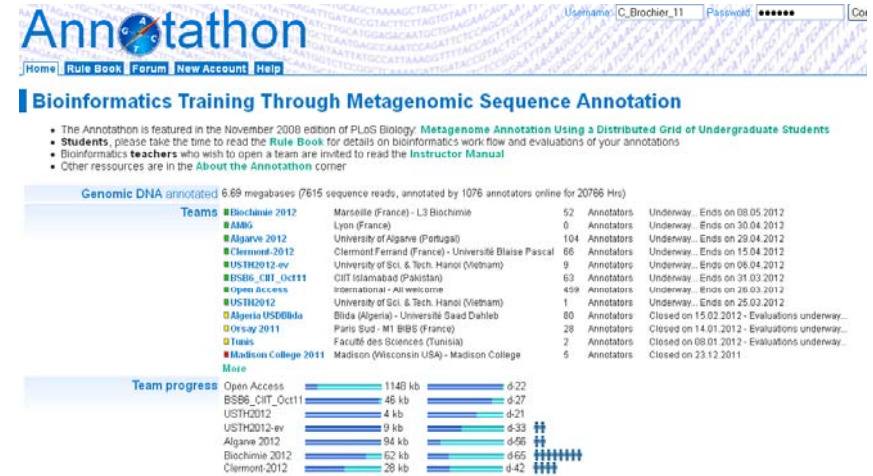 Annotathon
Username: C_Brochier_11 Password: ●●●●●●
Home Rule Book Forum New Account Help
Bioinformatics Training Through Metagenomic Sequence Annotation
• The Annotathon is featured in the November 2008 edition of PLoS Biology: Metagenome Annotation Using a Distributed Grid of Undergraduate Students
• Students, please take the time to read the Rule Book for details on bioinformatics work flow and evaluations of your annotations
• Bioinformatics teachers who wish to open a team are invited to read the Instructor Manual
• Other ressources are in the About the Annotathon corner
Genomic DNA annotated 6.69 megabases (7615 sequence reads, annotated by 1076 annotators online for 20766 Hrs)
Teams
Biochimie 2012 Marseille (France) - L3 Biochimie 52 Annotators Underway... Ends on 08.05.2012
AMIG Lyon (France) 0 Annotators Underway... Ends on 30.04.2012
Algarve 2012 University of Algarve (Portugal) 104 Annotators Underway... Ends on 29.04.2012
Clermont-2012 Clermont Ferrand (France) - Université Blaise Pascal 66 Annotators Underway... Ends on 15.04.2012
USTH2012-ev University of Sci. & Tech. Hanoi (Vietnam) 9 Annotators Underway... Ends on 06.04.2012
BSB6_CIIT_Oct11 CIIT Islamabad (Pakistan) 63 Annotators Underway... Ends on 31.03.2012
Open Access International - All welcome 459 Annotators Underway... Ends on 26.03.2012
USTH2012 University of Sci. & Tech. Hanoi (Vietnam) 1 Annotators Underway... Ends on 25.03.2012
Algeria USDBlida Blida (Algeria) - Université Saad Dahleb 80 Annotators Closed on 15.02.2012 - Evaluations underway...
Orsay 2011 Paris Sud - M1 BIBS (France) 28 Annotators Closed on 14.01.2012 - Evaluations underway...
Tunis Faculté des Sciences (Tunisia) 2 Annotators Closed on 08.01.2012 - Evaluations underway...
Madison College 2011 Madison (Wisconsin USA) - Madison College 5 Annotators Closed on 23.12.2011
More
Team progress
Open Access 1148 kb d-22
BSB6_CIIT_Oct11 46 kb d-27
USTH2012 4 kb d-21
USTH2012-ev 9 kb d-33
Algarve 2012 94 kb d-56
Biochimie 2012 62 kb d-65
Clermont-2012 28 kb d-42